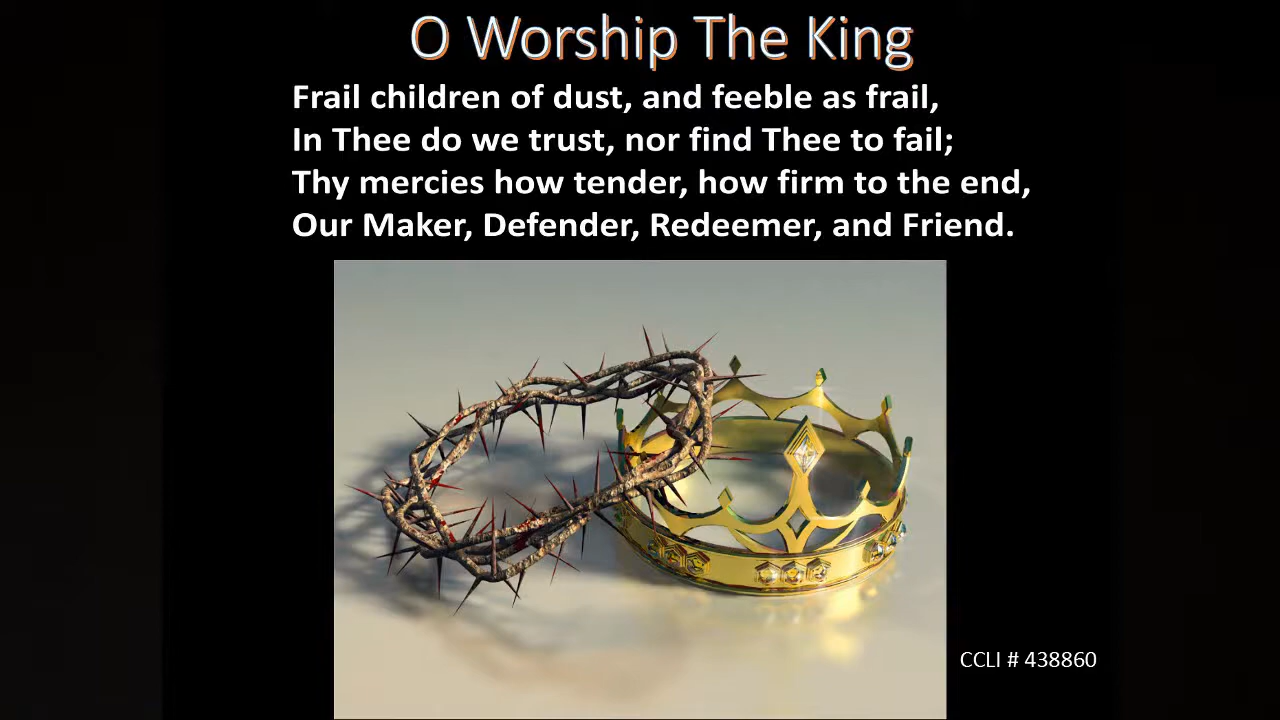 O Worship The King
Frail children of dust, and feeble as frail,
In Thee do we trust, nor find Thee to fail;
Thy mercies how tender, how firm to the end,
Our Maker, Defender, Redeemer, and Friend.
CCLI # 438860